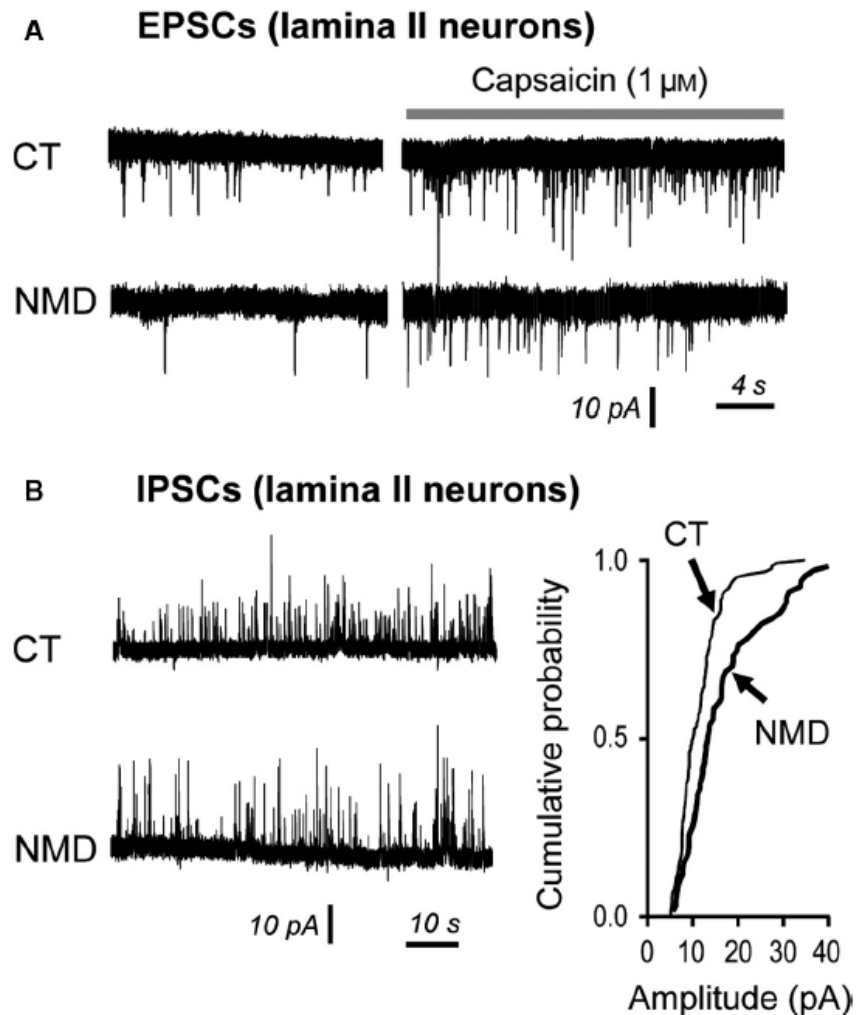 A EPSCs (lamina II neurons)
Capsaicin (1 µM)
CT
NMD
10 pA
4 s
B IPSCs (lamina II neurons)
CT
NMD
10 pA
10 s
CT
NMD
Cumulative probability
1.0
0.5
0.0
0 10 20 30 40
Amplitude (pA)